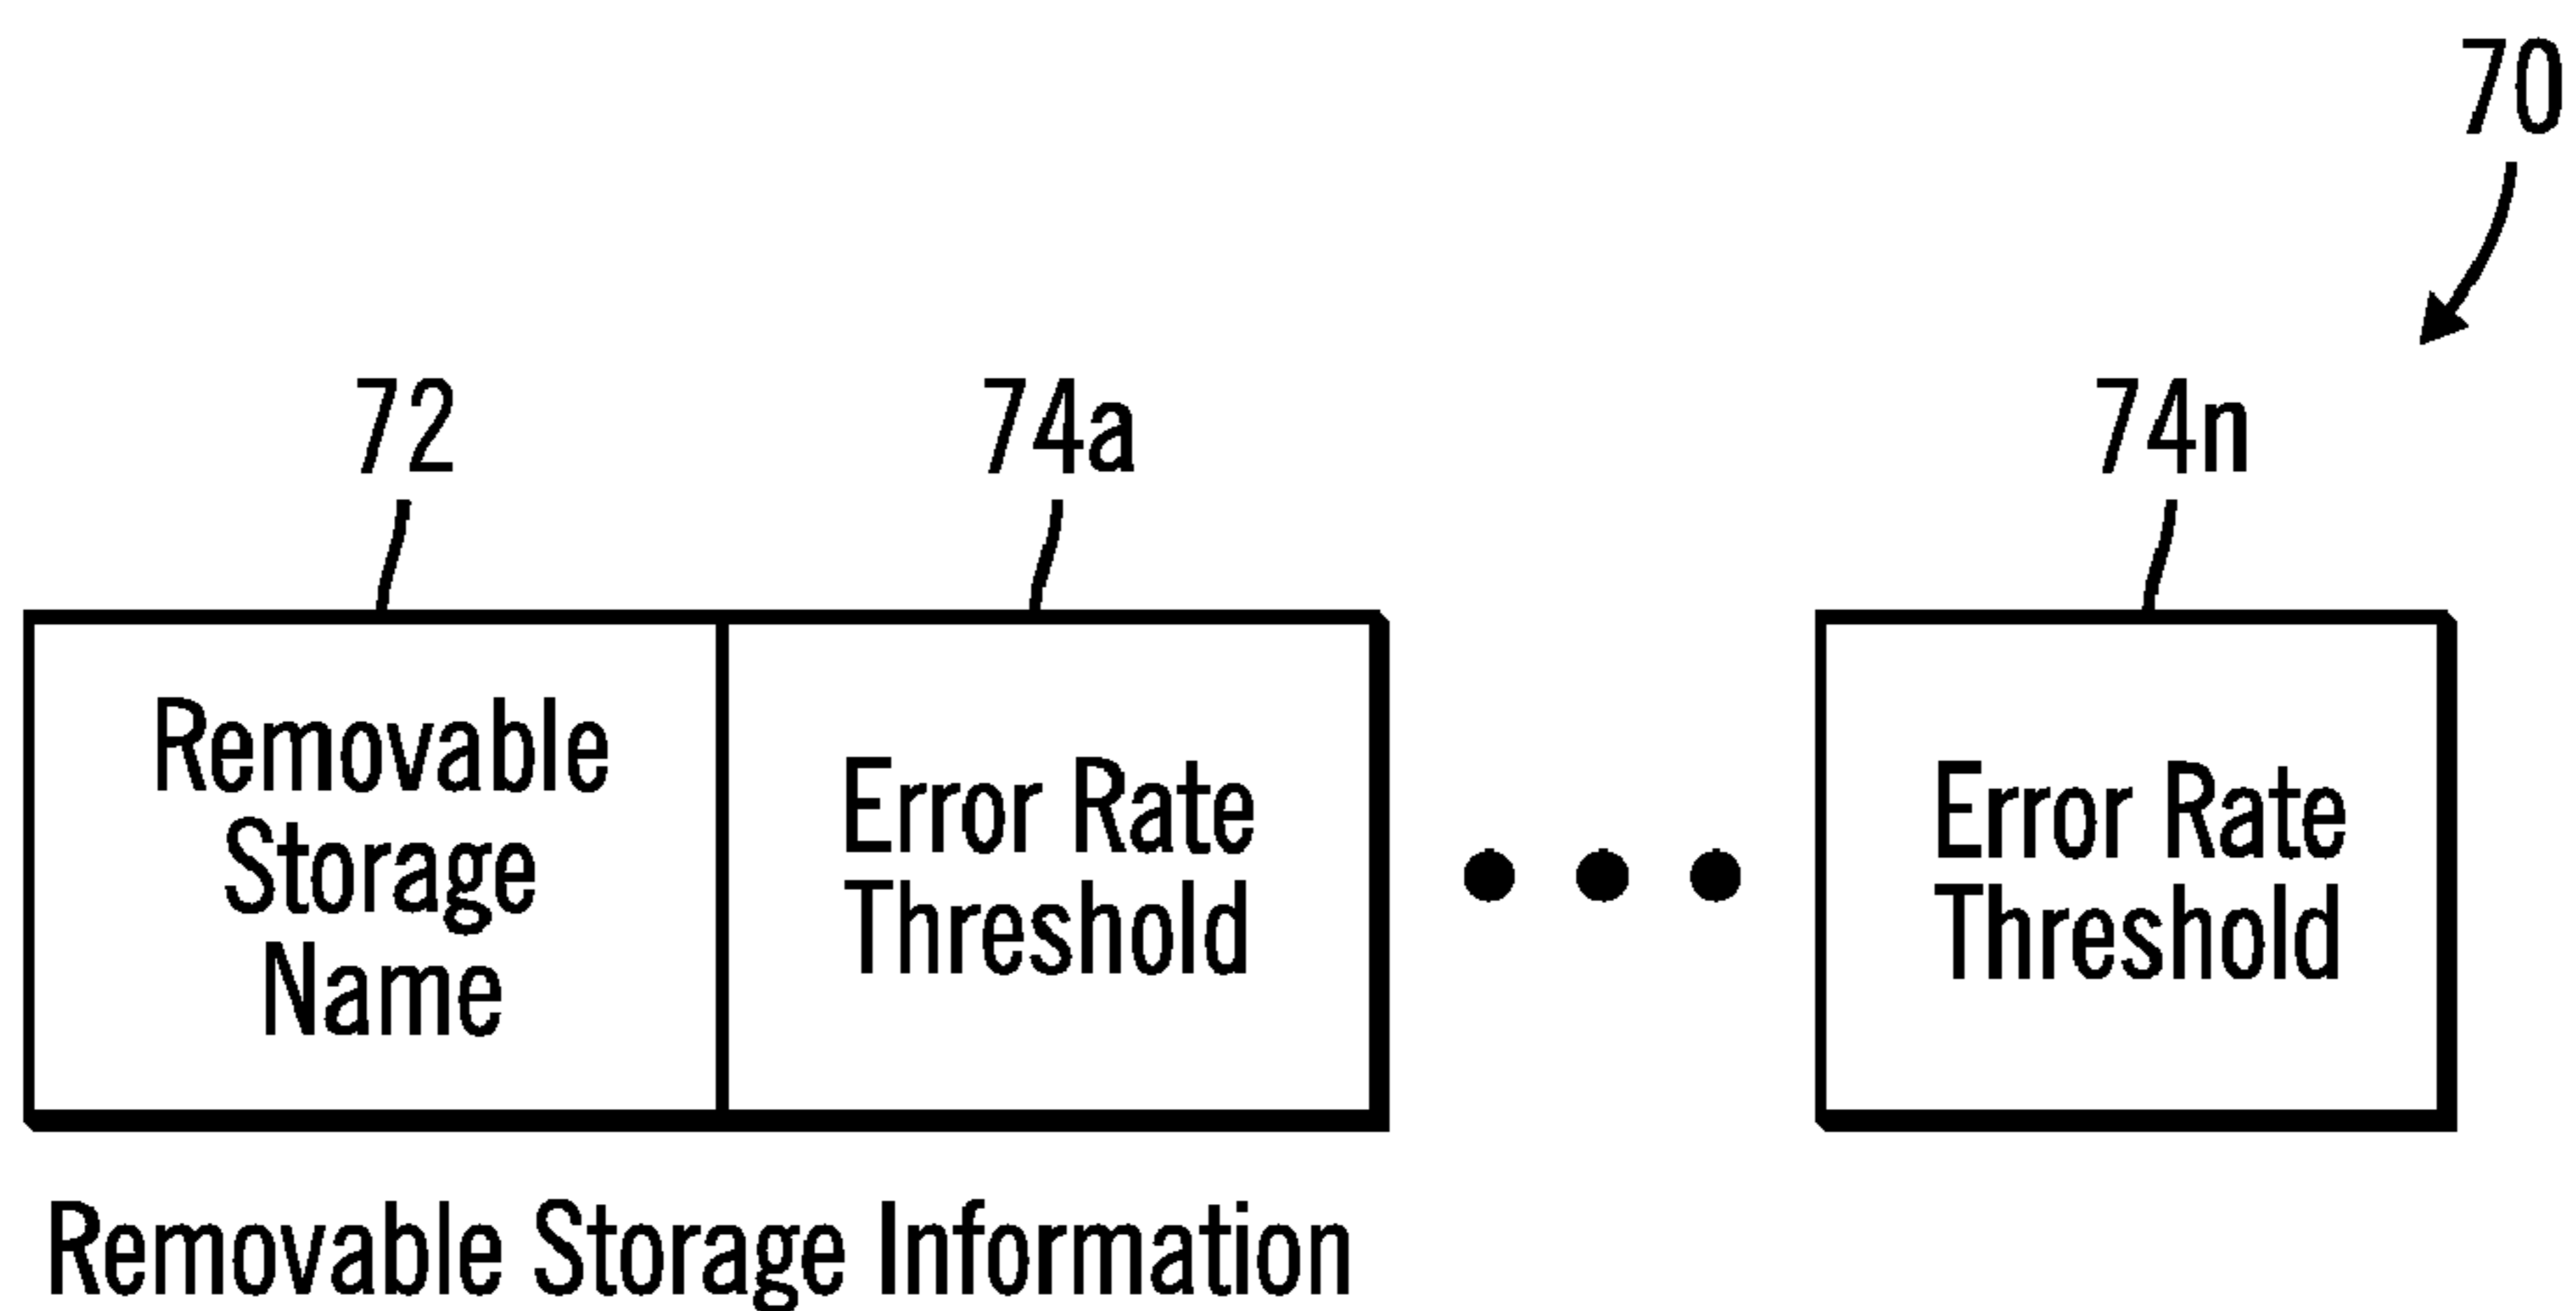 70
72
74a
74n
Removable
Storage
Name
Error Rate
Threshold
Error Rate
Threshold
Removable Storage Information